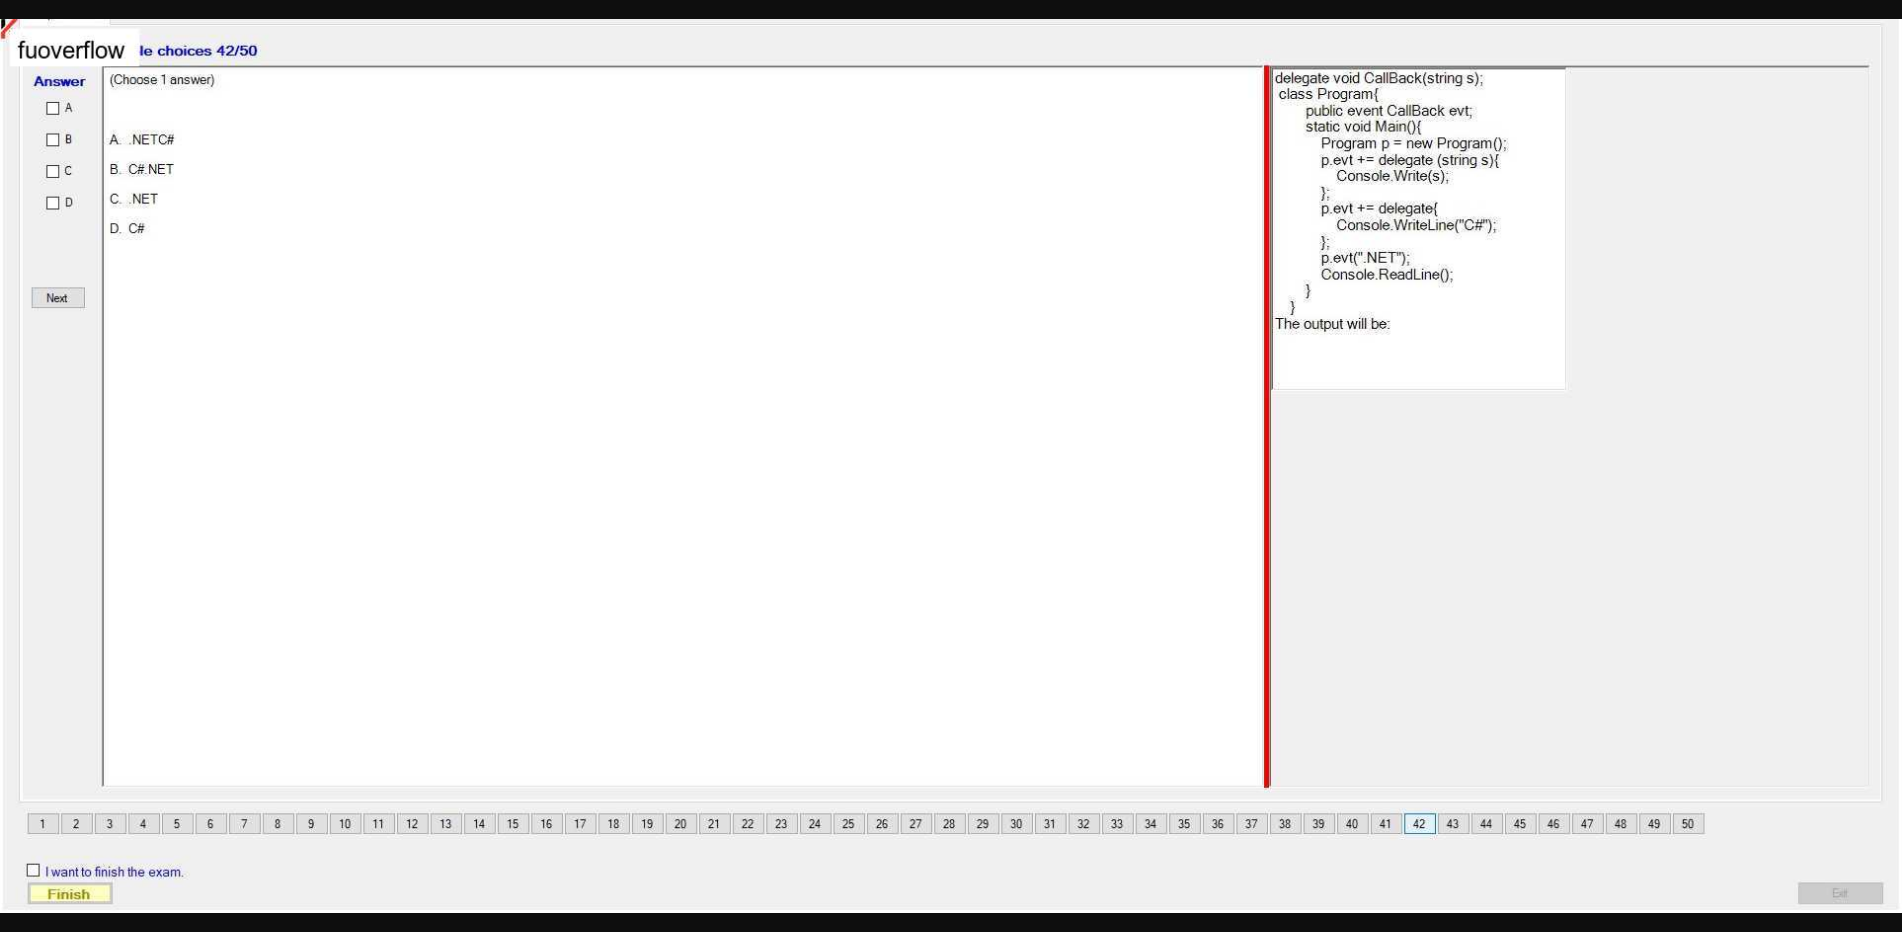 fuoverflow
le choices 42/50
Answer
A
B
C
D
Next
(Choose 1 answer)
A. .NETC#
B. C#.NET
C. .NET
D. C#
delegate void CallBack(string s);
class Program{
public event CallBack evt;
static void Main(){
Program p = new Program();
p.evt += delegate (string s){
Console.Write(s);
};
p.evt += delegate{
Console.WriteLine("C#");
};
p.evt(".NET");
Console.ReadLine();
}
}
The output will be:
1 2 3 4 5 6 7 8 9 10 11 12 13 14 15 16 17 18 19 20 21 22 23 24 25 26 27 28 29 30 31 32 33 34 35 36 37 38 39 40 41 42 43 44 45 46 47 48 49 50
I want to finish the exam.
Finish
Exit